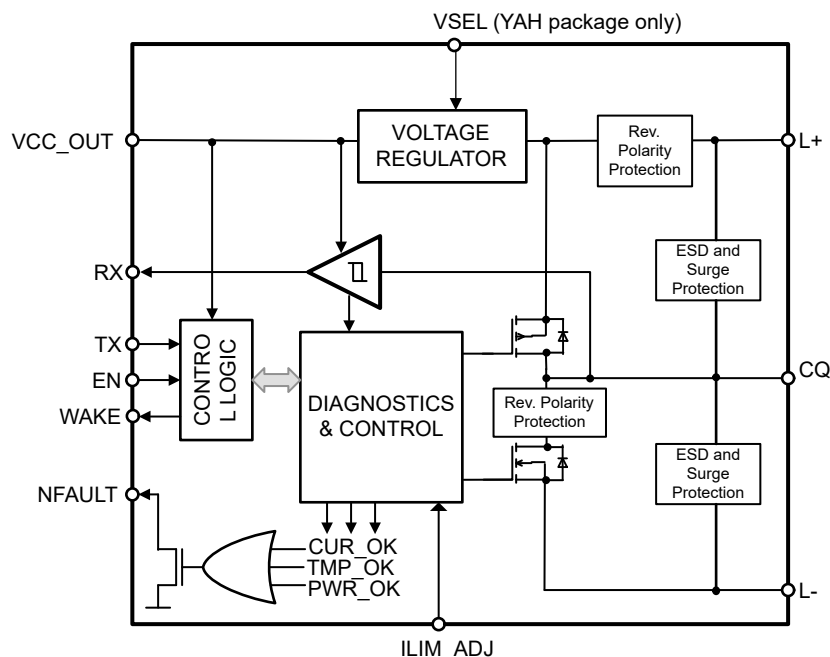 VSEL (YAH package only)
VCC_OUT
VOLTAGE
REGULATOR
Rev.
Polarity
Protection
L+
RX
ESD and
Surge
Protection
TX
EN
WAKE
CONTRO
L LOGIC
DIAGNOSTICS
& CONTROL
Rev. Polarity
Protection
CQ
ESD and
Surge
Protection
NFAULT
CUR_OK
TMP_OK
PWR_OK
L-
ILIM_ADJ